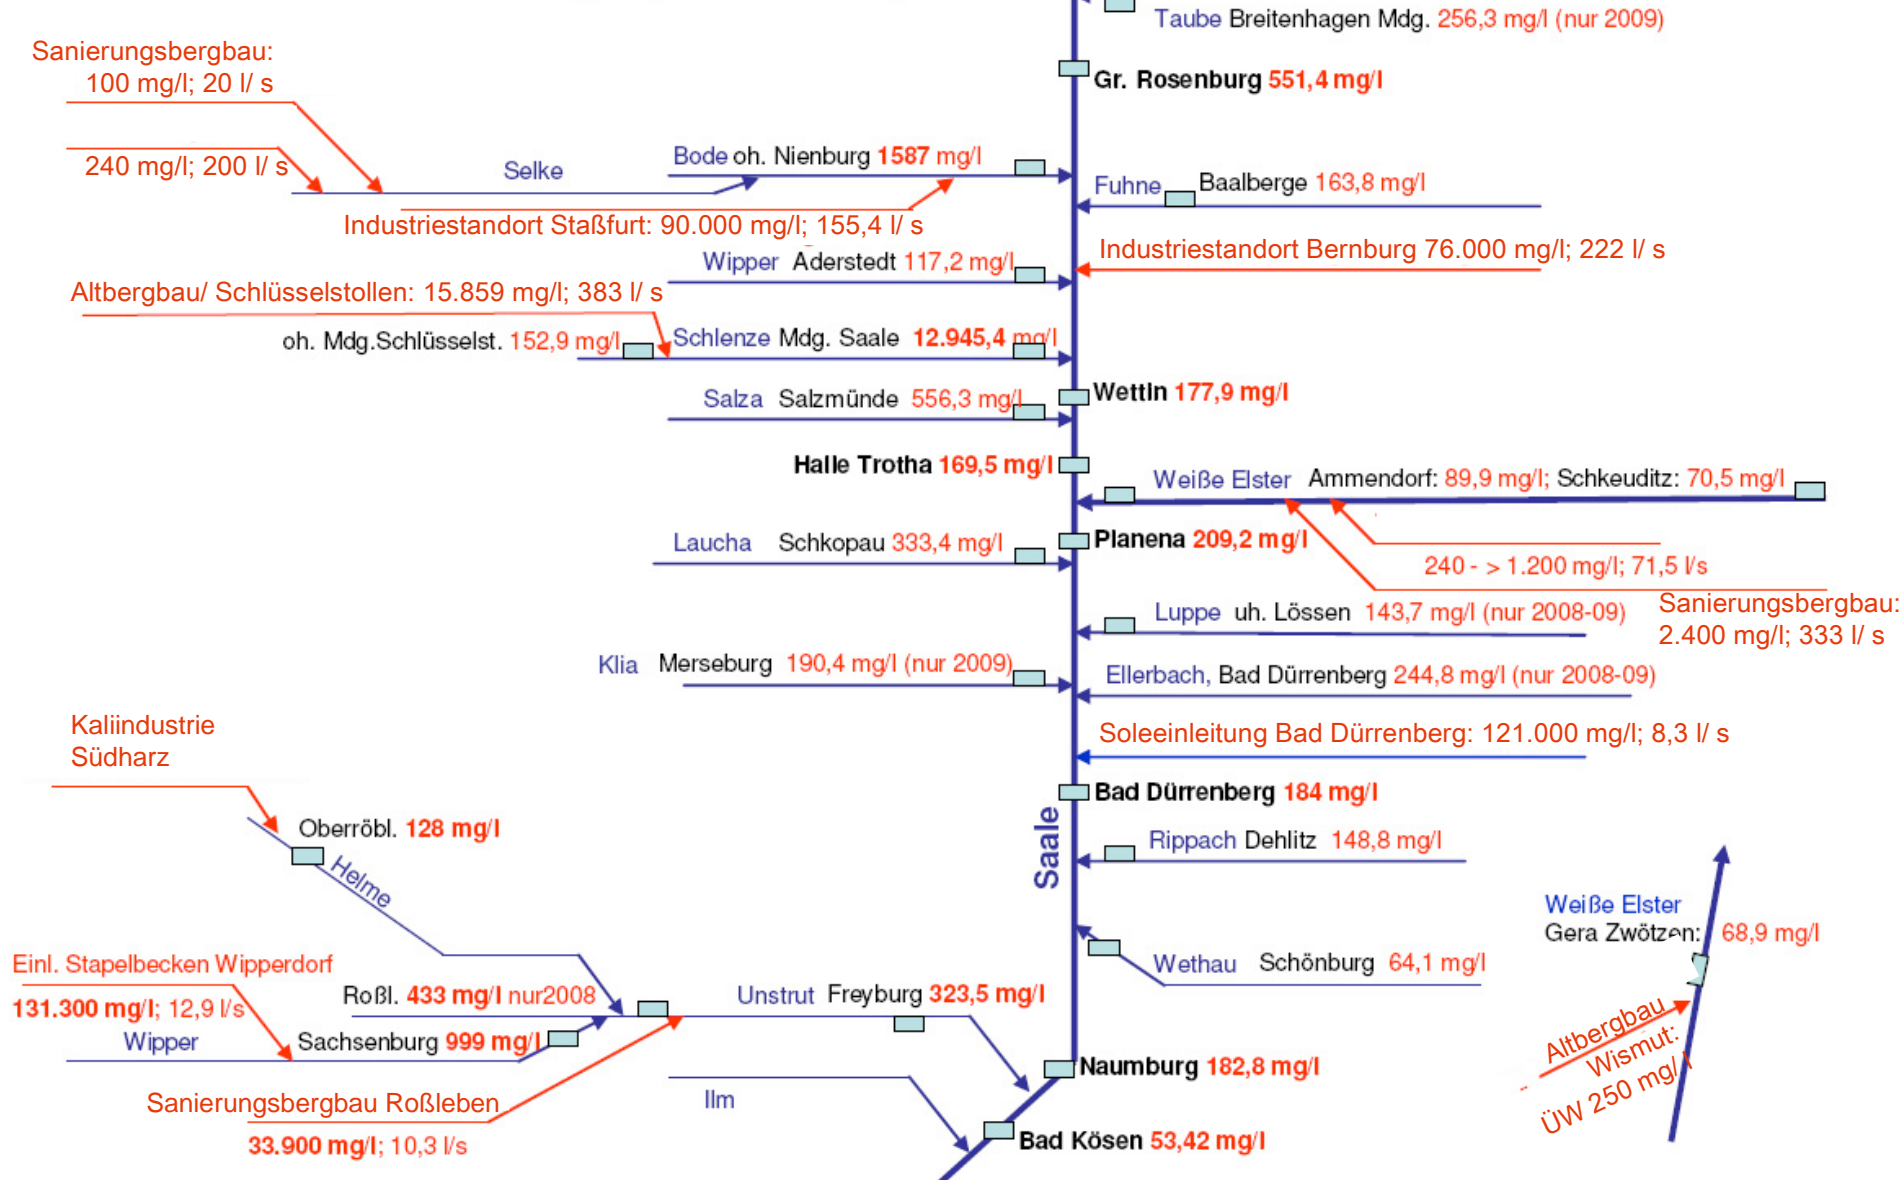 Taube Breitenhagen Mdg. 256,3 mg/l (nur 2009)
Sanierungsbergbau:
100 mg/l; 20 l/ s
Gr. Rosenburg 551,4 mg/l
240 mg/l; 200 l/ s
Selke
Bode oh. Nienburg 1587 mg/l
Fuhne Baalberge 163,8 mg/l
Industriestandort Staßfurt: 90.000 mg/l; 155,4 l/ s
Wipper Aderstedt 117,2 mg/l
Industriestandort Bernburg 76.000 mg/l; 222 l/ s
Altbergbau/ Schlüsselstollen: 15.859 mg/l; 383 l/ s
oh. Mdg.Schlüsselst. 152,9 mg/l
Schlenze Mdg. Saale 12.945,4 mg/l
Salza Salzmünde 556,3 mg/l
Wettin 177,9 mg/l
Halle Trotha 169,5 mg/l
Weiße Elster Ammendorf: 89,9 mg/l; Schkeuditz: 70,5 mg/l
Laucha Schkopau 333,4 mg/l
Planena 209,2 mg/l
240 - > 1.200 mg/l; 71,5 l/s
Sanierungsbergbau:
2.400 mg/l; 333 l/ s
Luppe uh. Lössen 143,7 mg/l (nur 2008-09)
Klia Merseburg 190,4 mg/l (nur 2009)
Ellerbach, Bad Dürrenberg 244,8 mg/l (nur 2008-09)
Kaliindustrie
Südharz
Soleeinleitung Bad Dürrenberg: 121.000 mg/l; 8,3 l/ s
Bad Dürrenberg 184 mg/l
Saale
Oberröbl. 128 mg/l
Helme
Rippach Dehlitz 148,8 mg/l
Weiße Elster
Gera Zwötzen: 68,9 mg/l
Wethau Schönburg 64,1 mg/l
Einl. Stapelbecken Wipperdorf
131.300 mg/l; 12,9 l/s
Roßl. 433 mg/l nur2008
Unstrut Freyburg 323,5 mg/l
Wipper
Sachsenburg 999 mg/l
Altbergbau
Wismut:
ÜW 250 mg/ l
Naumburg 182,8 mg/l
Sanierungsbergbau Roßleben
33.900 mg/l; 10,3 l/s
Ilm
Bad Kösen 53,42 mg/l